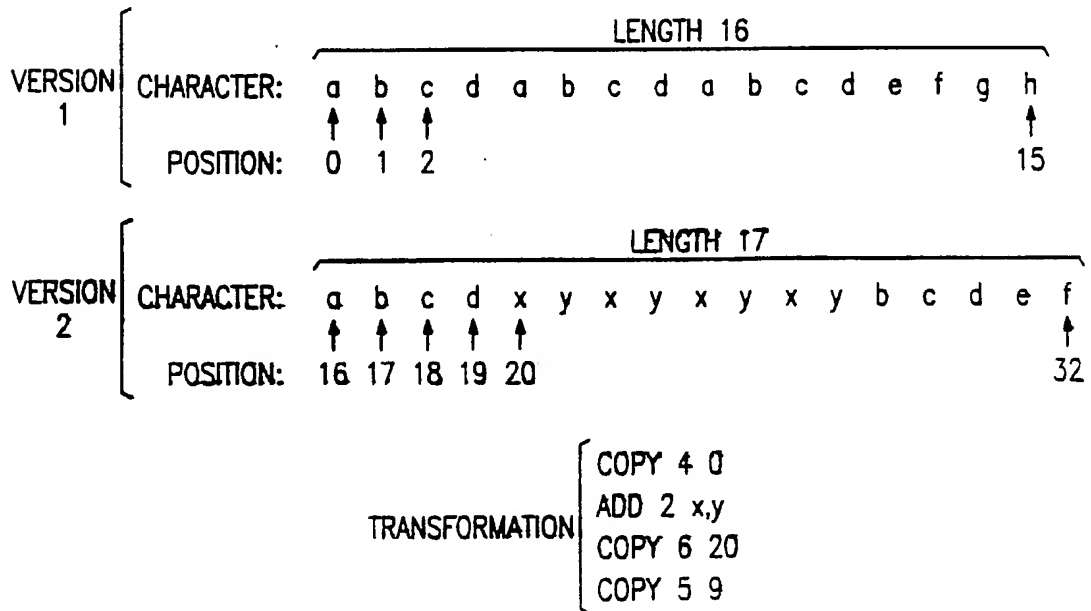 LENGTH 16
VERSION 1
CHARACTER: a b c d a b c d a b c d e f g h
POSITION: 0 1 2 15
LENGTH 17
VERSION 2
CHARACTER: a b c d x y x y x y x y b c d e f
POSITION: 16 17 18 19 20 32
TRANSFORMATION
COPY 4 0
ADD 2 x,y
COPY 6 20
COPY 5 9